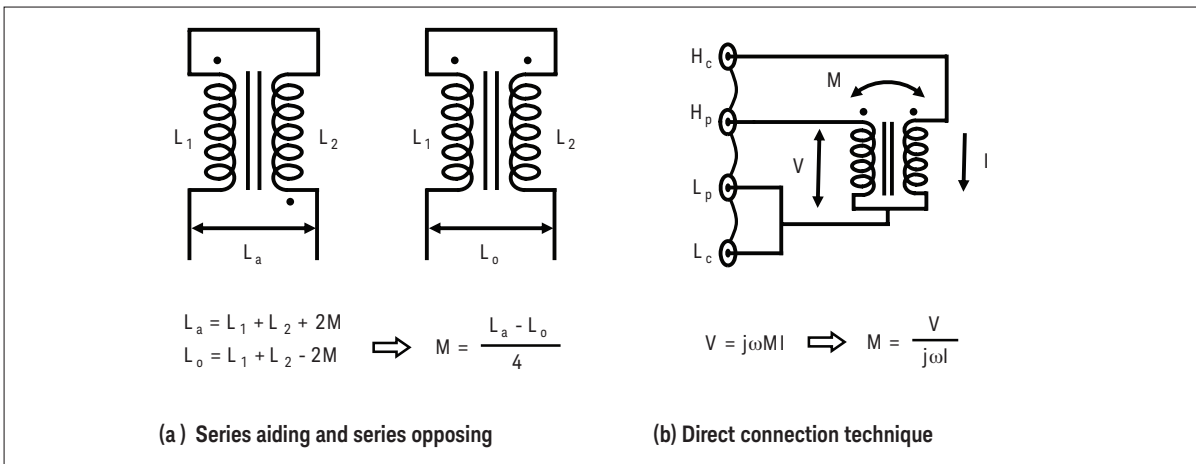 L1
L2
La
La = L1 + L2 + 2M
Lo = L1 + L2 - 2M
M = La - Lo / 4
L1
L2
Lo
(a ) Series aiding and series opposing
Hc
Hp
Lp
Lc
M
V
I
V = jωMI
M = V / jωI
(b) Direct connection technique